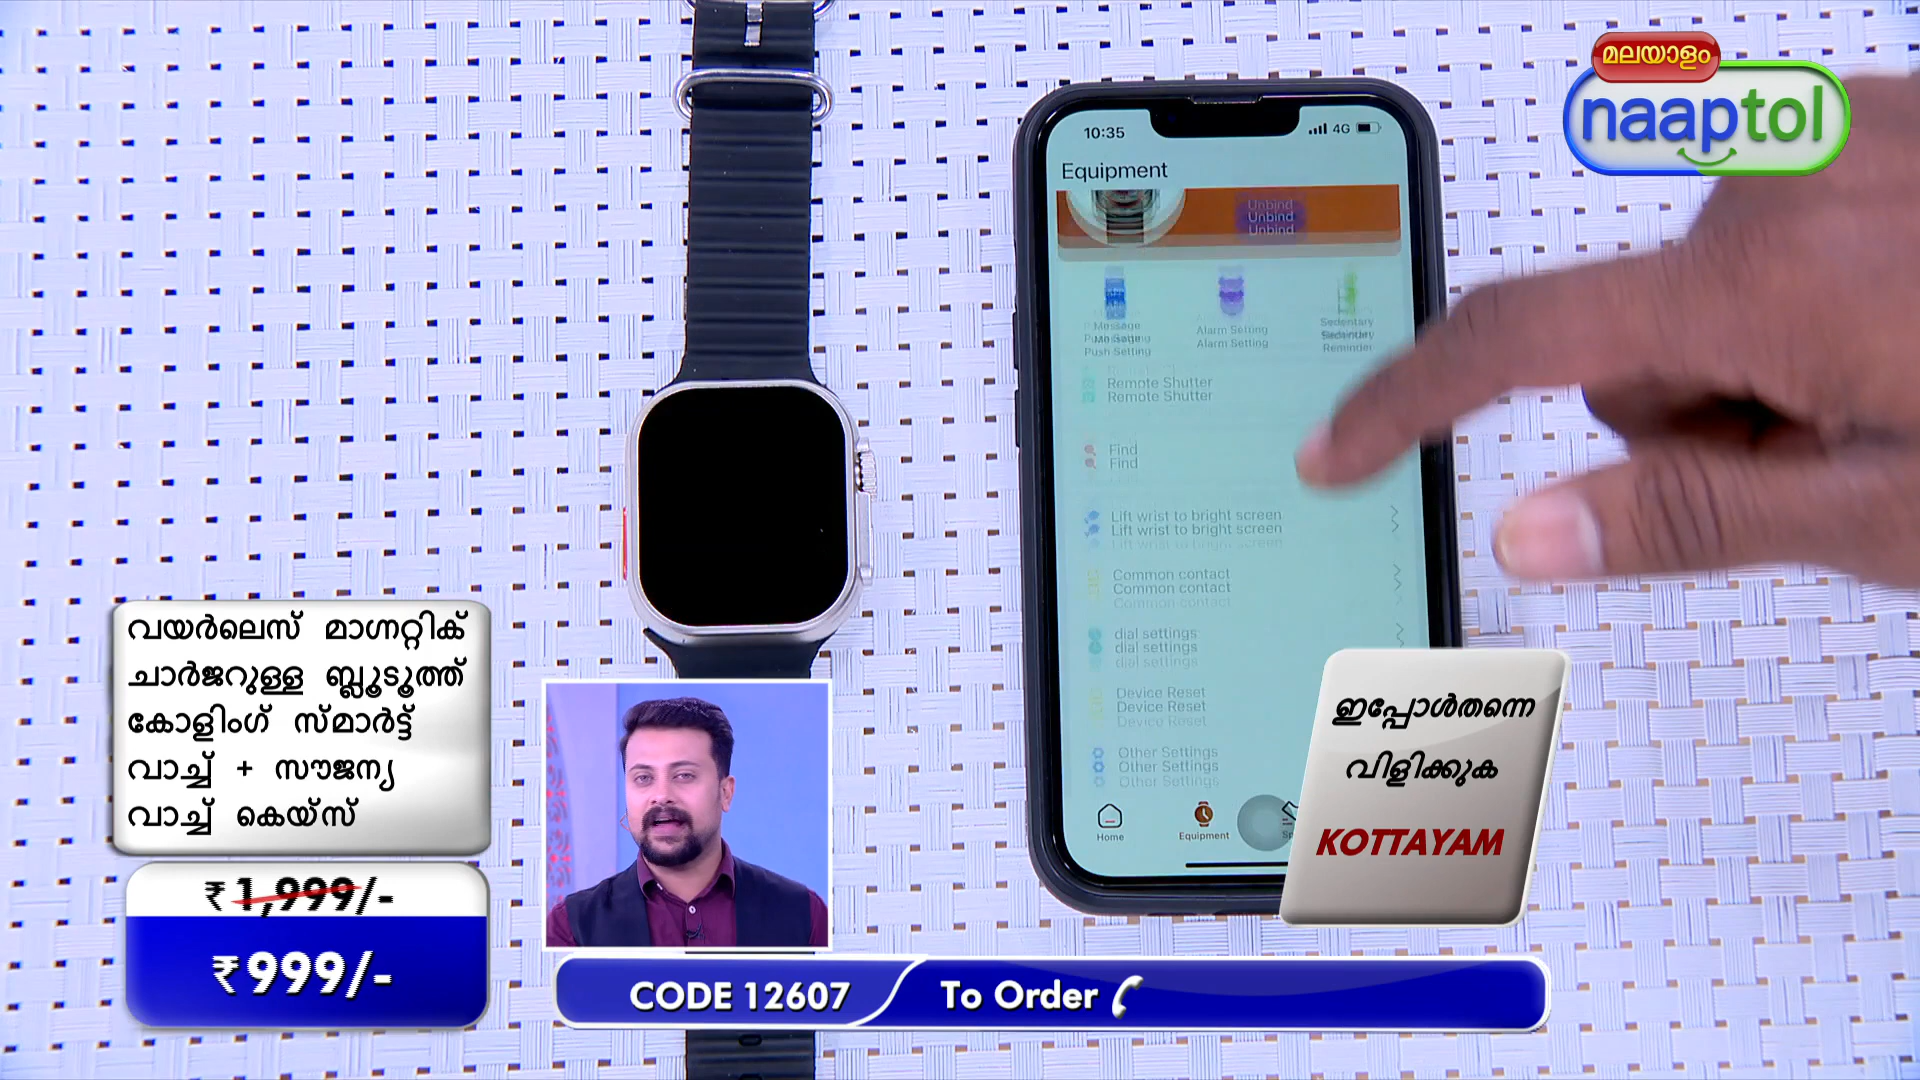 മലയാളം
naaptol
10:35
4G
Equipment
Unbind
Message
Push Setting
Alarm Setting
Sedentary
Reminder
Remote Shutter
Find
Lift wrist to bright screen
Common contact
dial settings
Device Reset
Other Settings
Home
Equipment
വയർലെസ് മാഗ്നറ്റിക്
ചാർജറുള്ള ബ്ലൂടൂത്ത്
കോളിംഗ് സ്മാർട്ട്
വാച്ച് + സൗജന്യ
വാച്ച് കെയ്സ്
₹1,999/-
₹999/-
ഇപ്പോൾതന്നെ
വിളിക്കുക
KOTTAYAM
CODE 12607
To Order